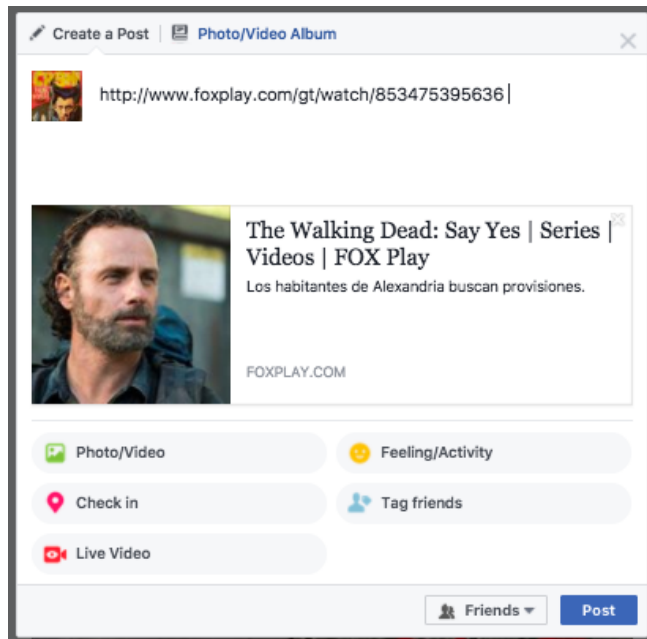 Create a Post
Photo/Video Album
http://www.foxplay.com/gt/watch/853475395636
The Walking Dead: Say Yes | Series |
Videos | FOX Play
Los habitantes de Alexandria buscan provisiones.
FOXPLAY.COM
Photo/Video
Feeling/Activity
Check in
Tag friends
Live Video
Friends
Post